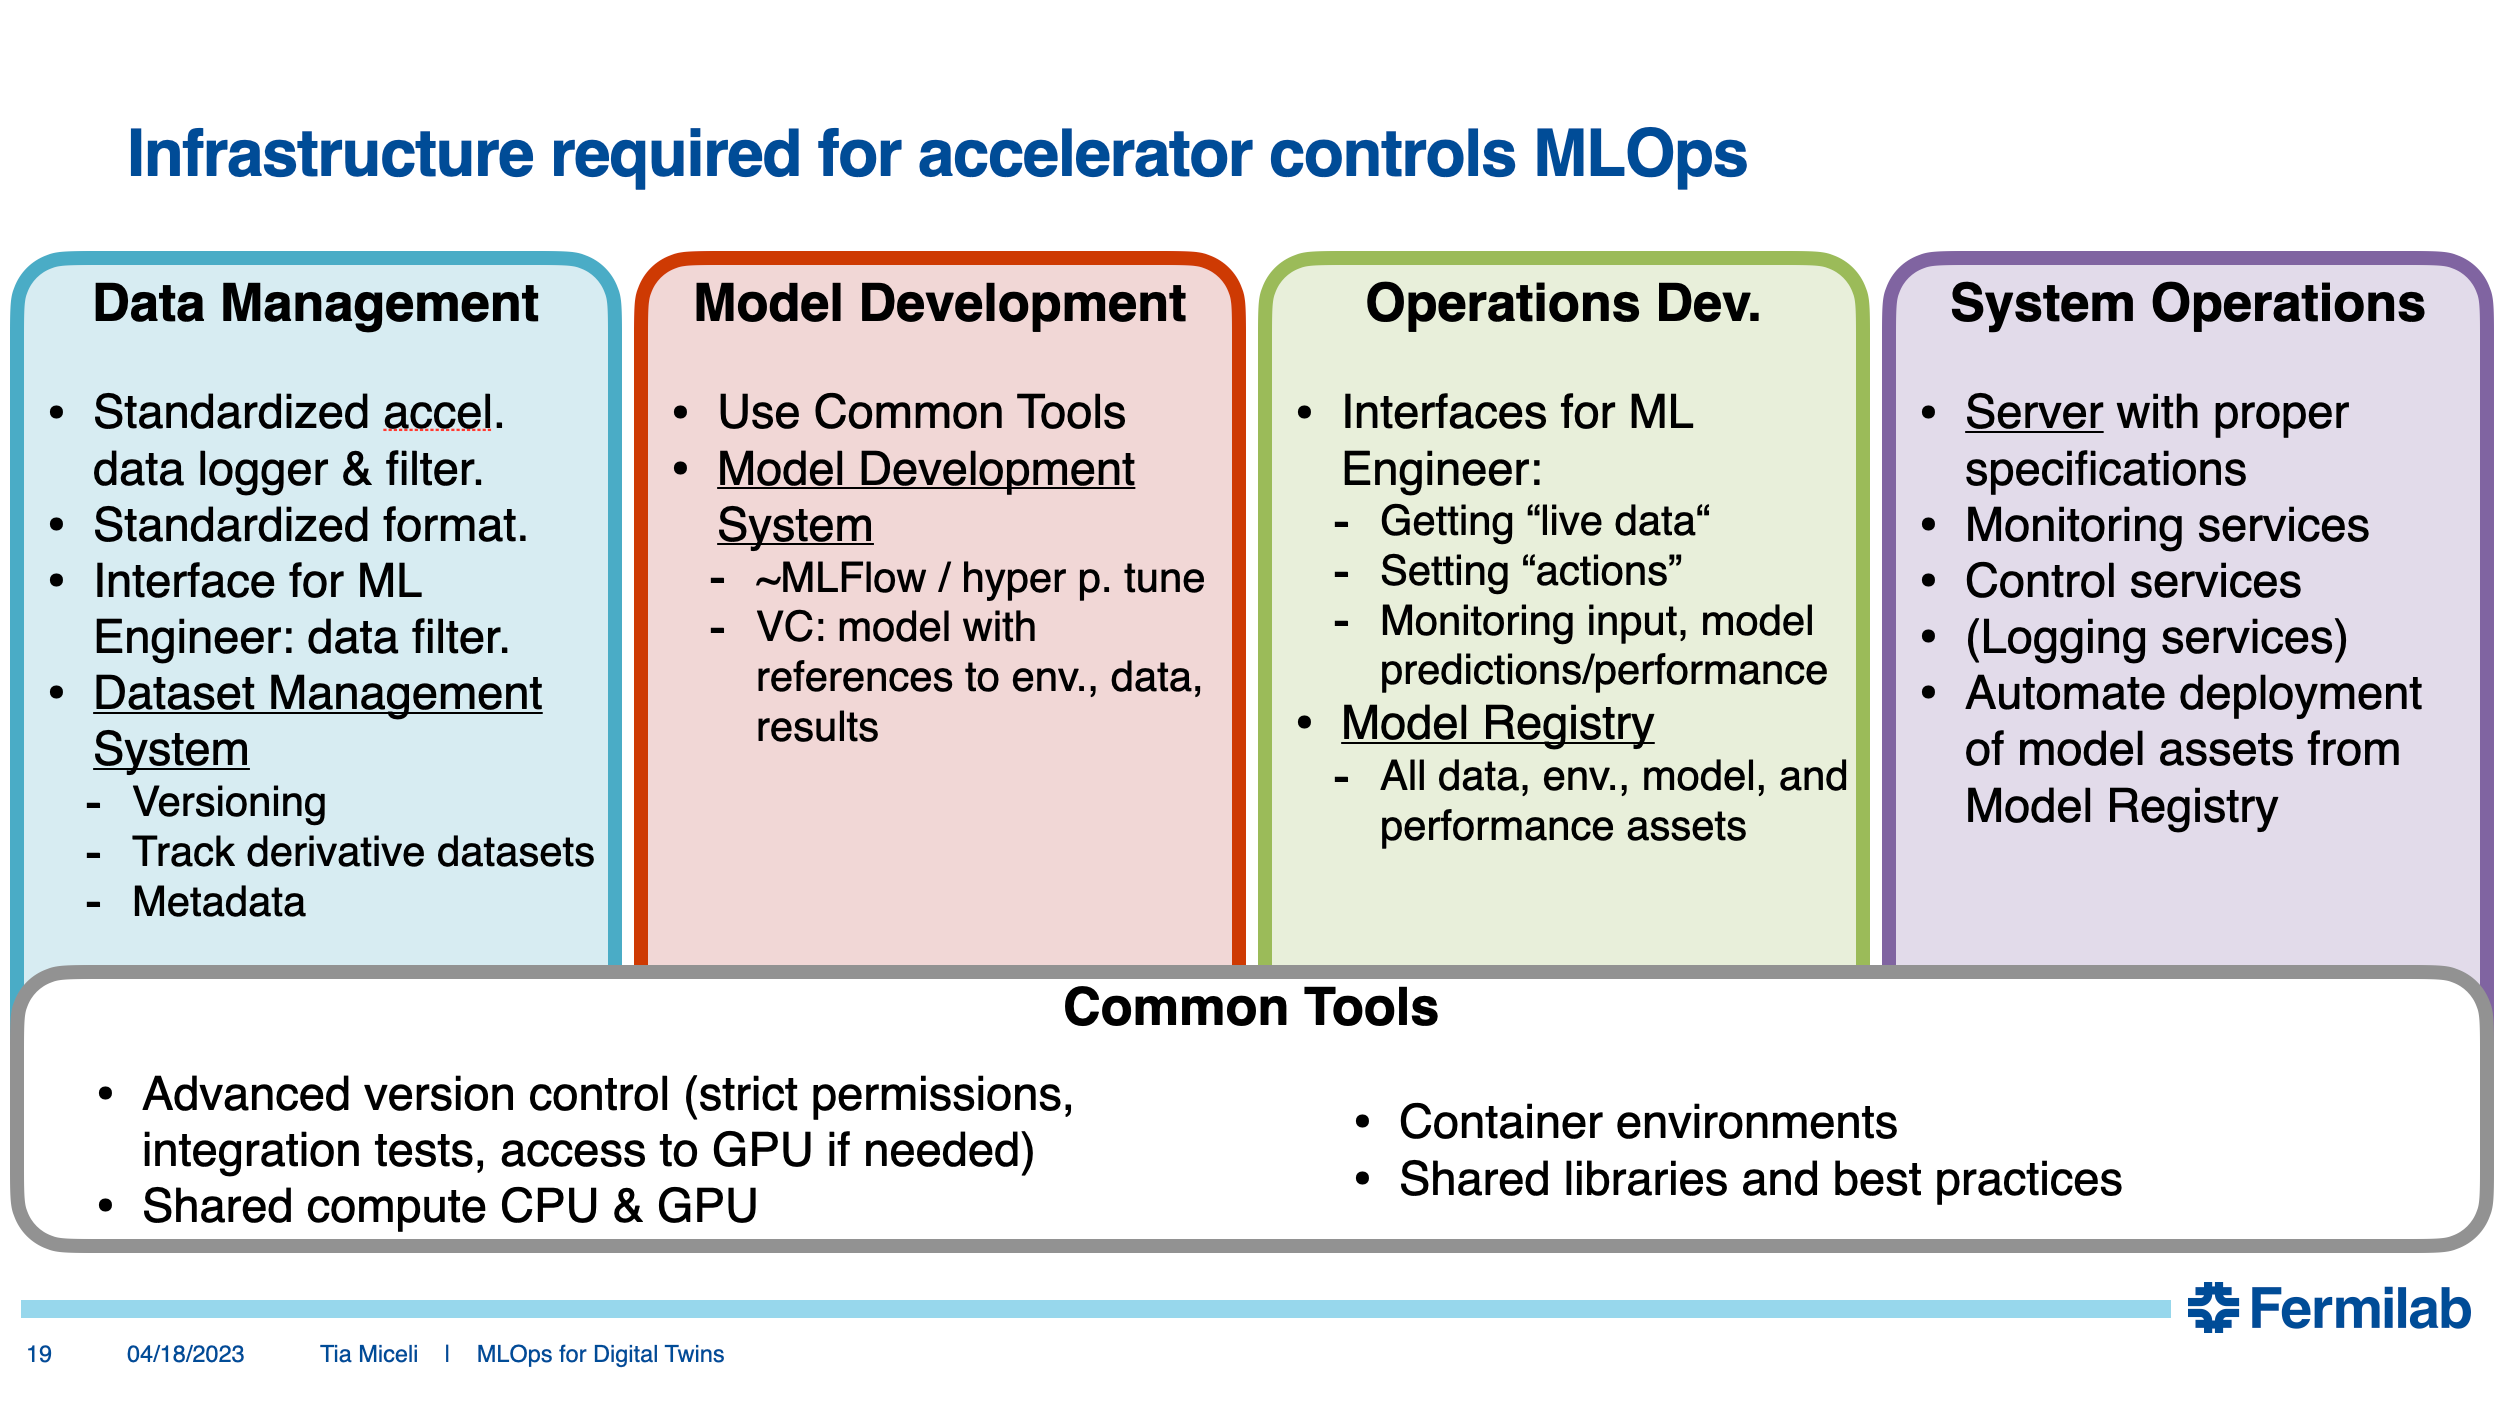 Infrastructure required for accelerator controls MLOps
Data Management
• Standardized accel.
data logger & filter.
• Standardized format.
• Interface for ML
Engineer: data filter.
• Dataset Management
System
- Versioning
- Track derivative datasets
- Metadata
Model Development
• Use Common Tools
• Model Development
System
- ~MLFlow / hyper p. tune
- VC: model with
references to env., data,
results
Operations Dev.
• Interfaces for ML
Engineer:
- Getting “live data“
- Setting “actions”
- Monitoring input, model
predictions/performance
• Model Registry
- All data, env., model, and
performance assets
System Operations
• Server with proper
specifications
• Monitoring services
• Control services
• (Logging services)
• Automate deployment
of model assets from
Model Registry
Common Tools
• Advanced version control (strict permissions,
integration tests, access to GPU if needed)
• Shared compute CPU & GPU
• Container environments
• Shared libraries and best practices
Fermilab
19 04/18/2023 Tia Miceli | MLOps for Digital Twins